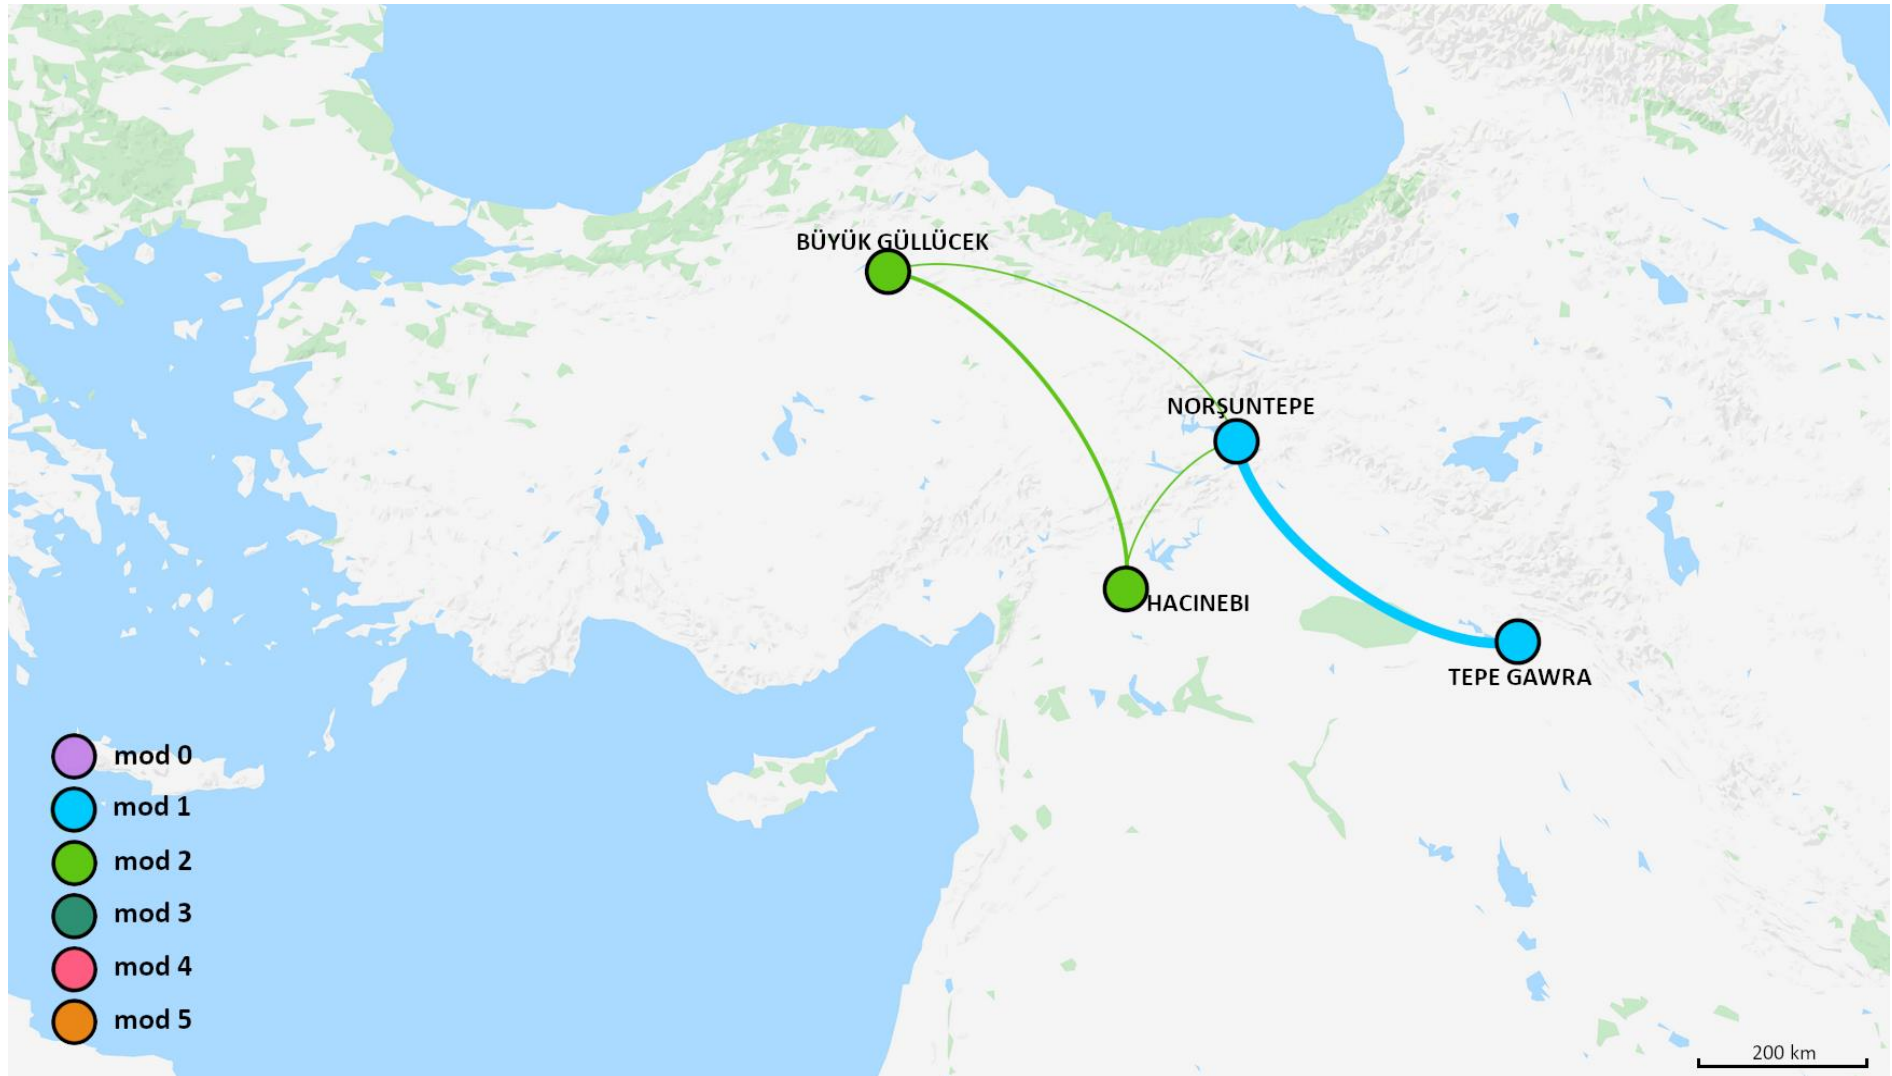 BÜYÜK GÜLLÜCEK
NORŞUNTEPE
HACINEBI
TEPE GAWRA
mod 0
mod 1
mod 2
mod 3
mod 4
mod 5
200 km